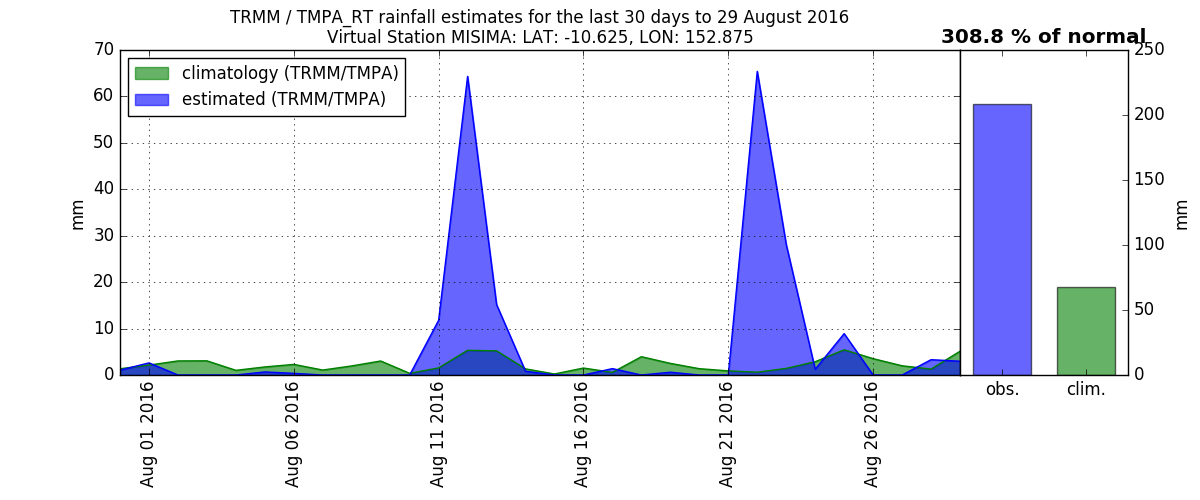 TRMM / TMPA_RT rainfall estimates for the last 30 days to 29 August 2016
Virtual Station MISIMA: LAT: -10.625, LON: 152.875
308.8 % of normal
climatology (TRMM/TMPA)
estimated (TRMM/TMPA)
70
60
50
40
30
20
10
0
mm
Aug 01 2016
Aug 06 2016
Aug 11 2016
Aug 16 2016
Aug 21 2016
Aug 26 2016
250
200
150
100
50
0
mm
obs.
clim.